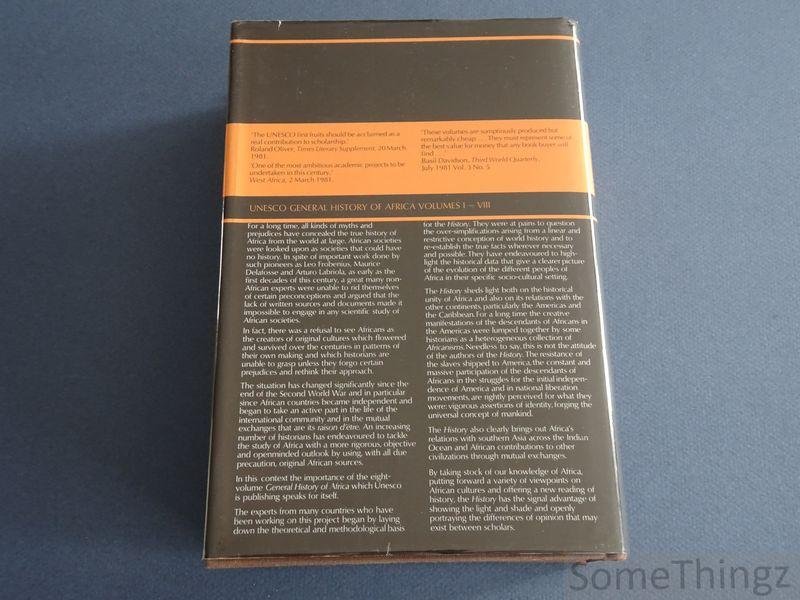 'The UNESCO first fruits should be acclaimed as a
real contribution to scholarship.'
Roland Oliver, Times Literary Supplement, 20 March
1981.
'One of the most ambitious academic projects to be
undertaken in this century.'
West Africa, 2 March 1981.
'These volumes are sumptuously produced but
remarkably cheap . . . They must represent some of
the best value for money that any book buyer will
find . . .'
Basil Davidson, Third World Quarterly,
July 1981 Vol. 3 No. 5
UNESCO GENERAL HISTORY OF AFRICA VOLUMES I – VIII
For a long time, all kinds of myths and
prejudices have concealed the true history of
Africa from the world at large. African societies
were looked upon as societies that could have
no history. In spite of important work done by
such pioneers as Leo Frobenius, Maurice
Delafosse and Arturo Labriola, as early as the
first decades of this century, a great many non-
African experts were unable to rid themselves
of certain preconceptions and argued that the
lack of written sources and documents made it
impossible to engage in any scientific study of
African societies.
In fact, there was a refusal to see Africans as
the creators of original cultures which flowered
and survived over the centuries in patterns of
their own making and which historians are
unable to grasp unless they forgo certain
prejudices and rethink their approach.
The situation has changed significantly since the
end of the Second World War and in particular
since African countries became independent and
began to take an active part in the life of the
international community and in the mutual
exchanges that are its raison d'être. An increasing
number of historians has endeavoured to tackle
the study of Africa with a more rigorous, objective
and openminded outlook by using, with all due
precaution, original African sources.
In this context the importance of the eight-
volume General History of Africa which Unesco
is publishing speaks for itself.
The experts from many countries who have
been working on this project began by laying
down the theoretical and methodological basis
for the History. They were at pains to question
the over-simplifications arising from a linear and
restrictive conception of world history and to
re-establish the true facts wherever necessary
and possible. They have endeavoured to high-
light the historical data that give a clearer picture
of the evolution of the different peoples of
Africa in their specific socio-cultural setting.
The History sheds light both on the historical
unity of Africa and also on its relations with the
other continents, particularly the Americas and
the Caribbean. For a long time the creative
manifestations of the descendants of Africans in
the Americas were lumped together by some
historians as a heterogeneous collection of
Africanisms. Needless to say, this is not the attitude
of the authors of the History. The resistance of
the slaves shipped to America, the constant and
massive participation of the descendants of
Africans in the struggles for the initial indepen-
dence of America and in national liberation
movements, are rightly perceived for what they
were: vigorous assertions of identity, forging the
universal concept of mankind.
The History also clearly brings out Africa's
relations with southern Asia across the Indian
Ocean and African contributions to other
civilizations through mutual exchanges.
By taking stock of our knowledge of Africa,
putting forward a variety of viewpoints on
African cultures and offering a new reading of
history, the History has the signal advantage of
showing the light and shade and openly
portraying the differences of opinion that may
exist between scholars.
SomeThingz